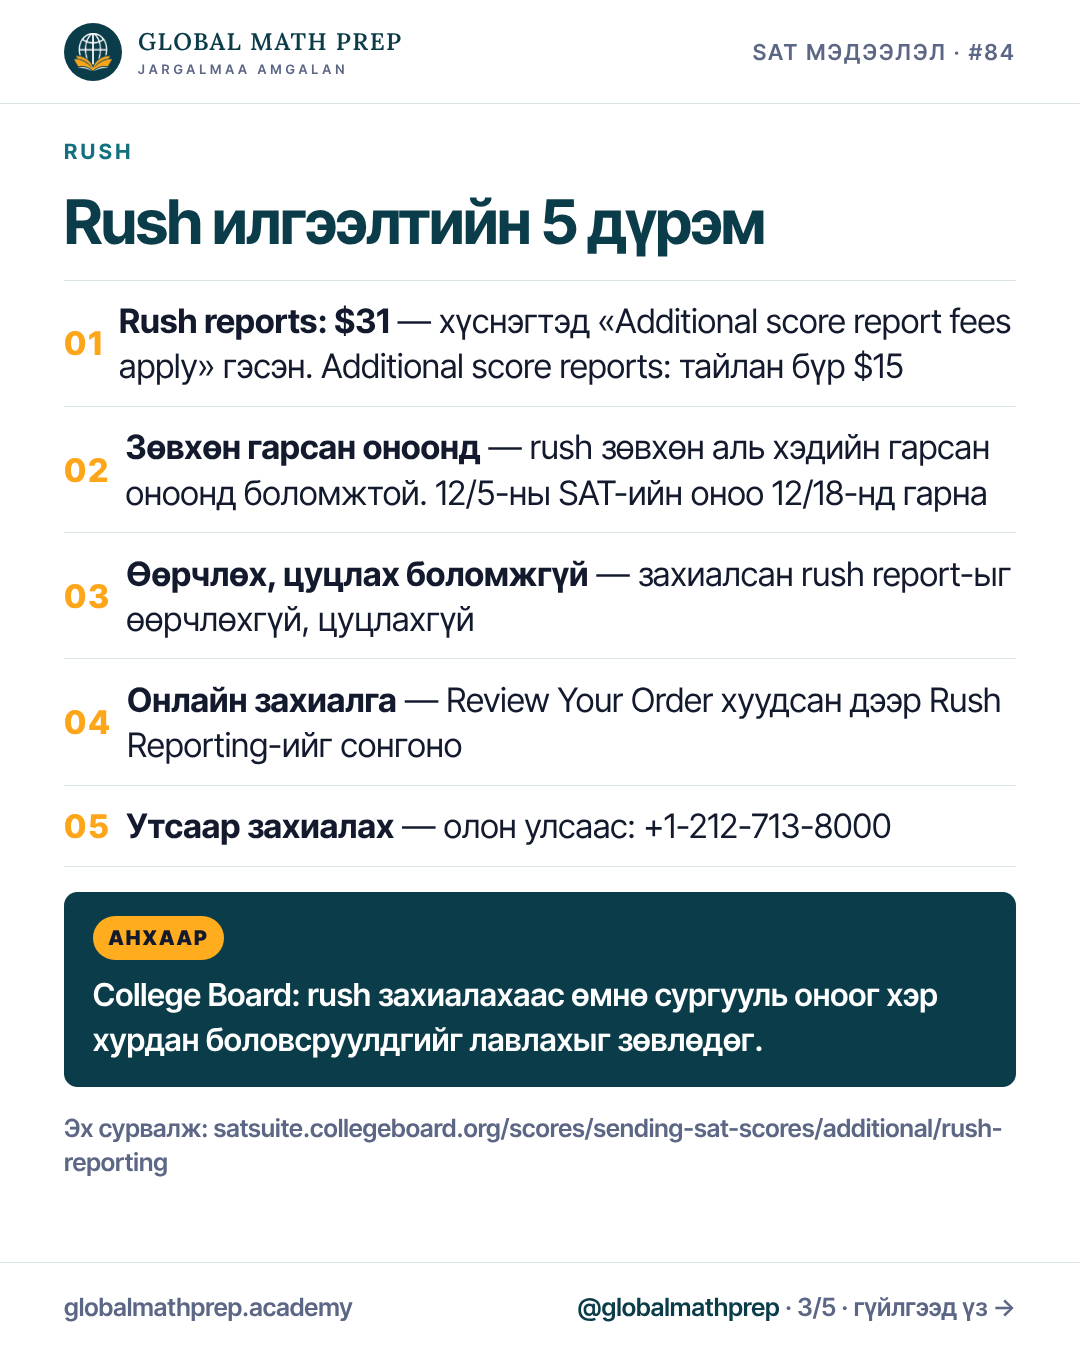 GLOBAL MATH PREP
JARGALMAA AMGALAN
SAT МЭДЭЭЛЭЛ · #84
RUSH
Rush илгээлтийн 5 дүрэм
01 Rush reports: $31 — хүснэгтэд «Additional score report fees
apply» гэсэн. Additional score reports: тайлан бүр $15
02 Зөвхөн гарсан оноонд — rush зөвхөн аль хэдийн гарсан
оноонд боломжтой. 12/5-ны SAT-ийн оноо 12/18-нд гарна
03 Өөрчлөх, цуцлах боломжгүй — захиалсан rush report-ыг
өөрчлөхгүй, цуцлахгүй
04 Онлайн захиалга — Review Your Order хуудсан дээр Rush
Reporting-ийг сонгоно
05 Утсаар захиалах — олон улсаас: +1-212-713-8000
АНХААР
College Board: rush захиалахаас өмнө сургууль оноог хэр
хурдан боловсруулдгийг лавлахыг зөвлөдөг.
Эх сурвалж: satsuite.collegeboard.org/scores/sending-sat-scores/additional/rush-
reporting
globalmathprep.academy
@globalmathprep · 3/5 · гүйлгээд үз →